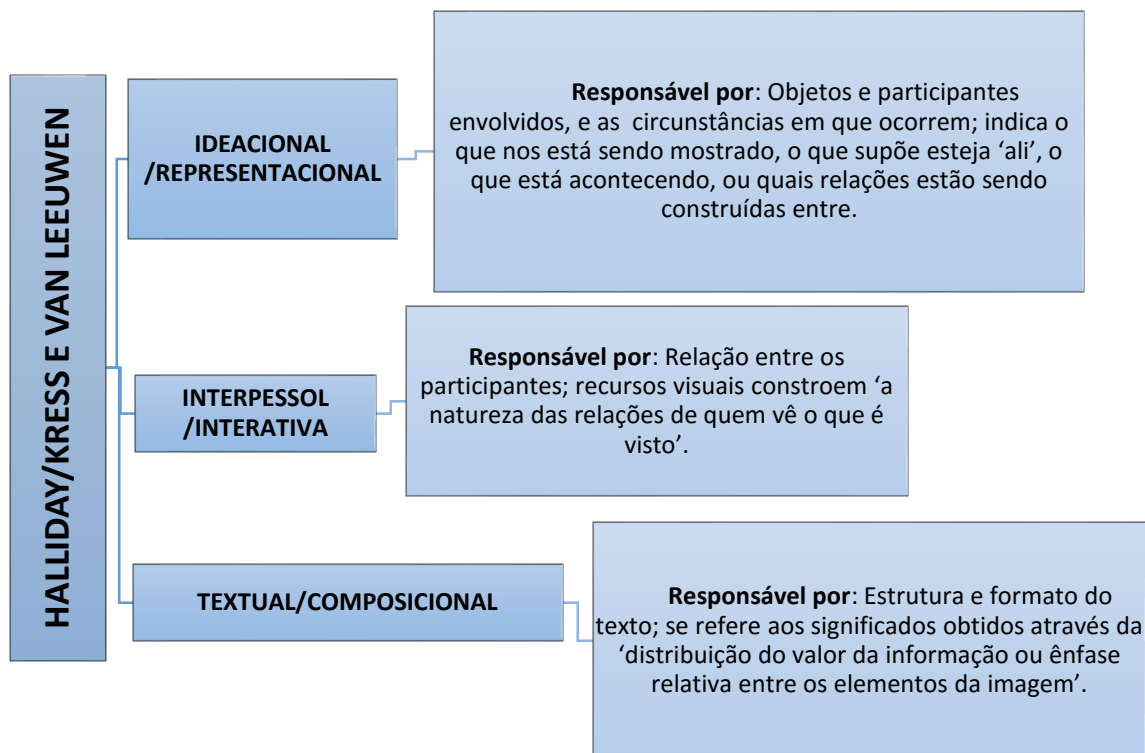 HALLIDAY/KRESS E VAN LEEUWEN
IDEACIONAL
/REPRESENTACIONAL
Responsável por: Objetos e participantes
envolvidos, e as circunstâncias em que ocorrem; indica o
que nos está sendo mostrado, o que supõe esteja ‘ali’, o
que está acontecendo, ou quais relações estão sendo
construídas entre.
INTERPESSOL
/INTERATIVA
Responsável por: Relação entre os
participantes; recursos visuais constroem ‘a
natureza das relações de quem vê o que é
visto’.
TEXTUAL/COMPOSICIONAL
Responsável por: Estrutura e formato do
texto; se refere aos significados obtidos através da
‘distribuição do valor da informação ou ênfase
relativa entre os elementos da imagem’.